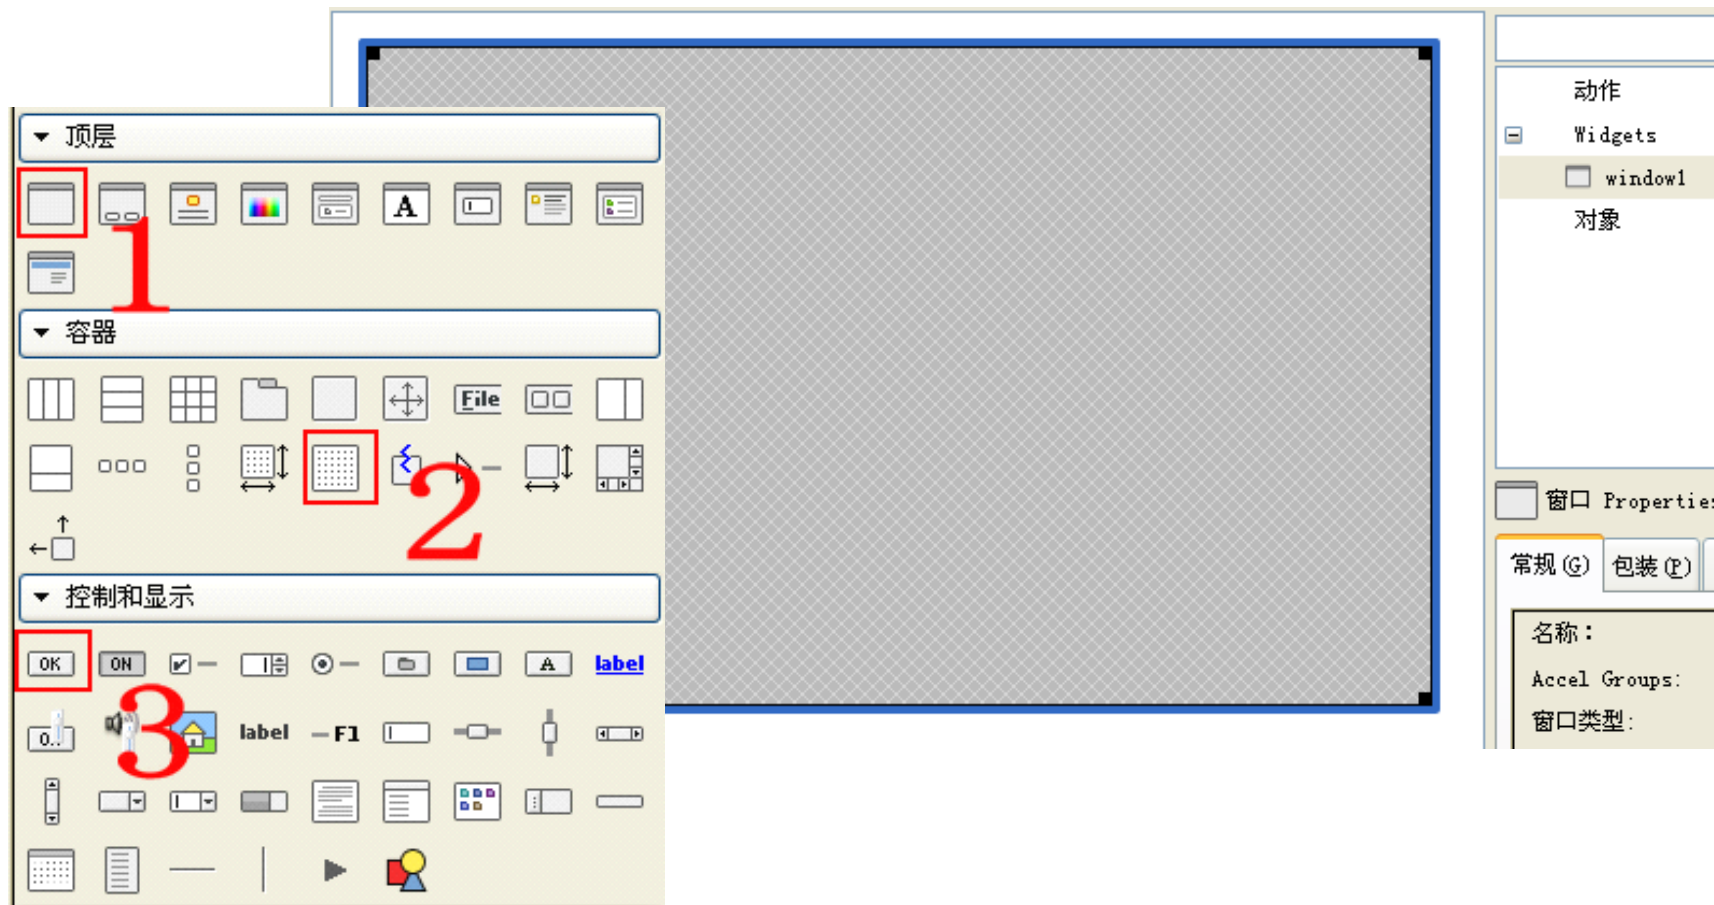 动作
Widgets
window1
对象
顶层
A
1
容器
File
2
控制和显示
OK
ON
A
label
0..
label
F1
3
窗口 Properties
常规(G)
包装(P)
名称：
Accel Groups:
窗口类型: